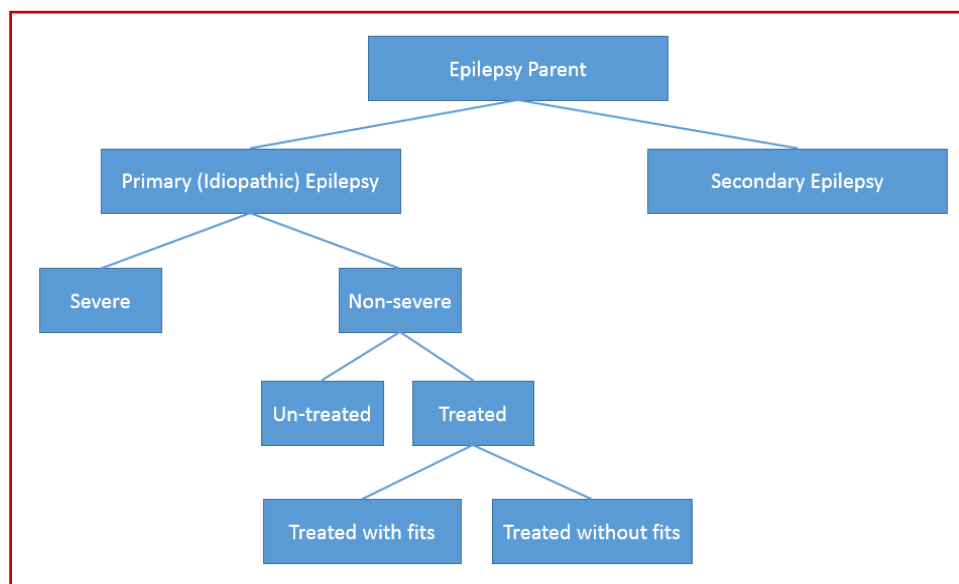 Epilepsy Parent
Primary (Idiopathic) Epilepsy
Secondary Epilepsy
Severe
Non-severe
Un-treated
Treated
Treated with fits
Treated without fits